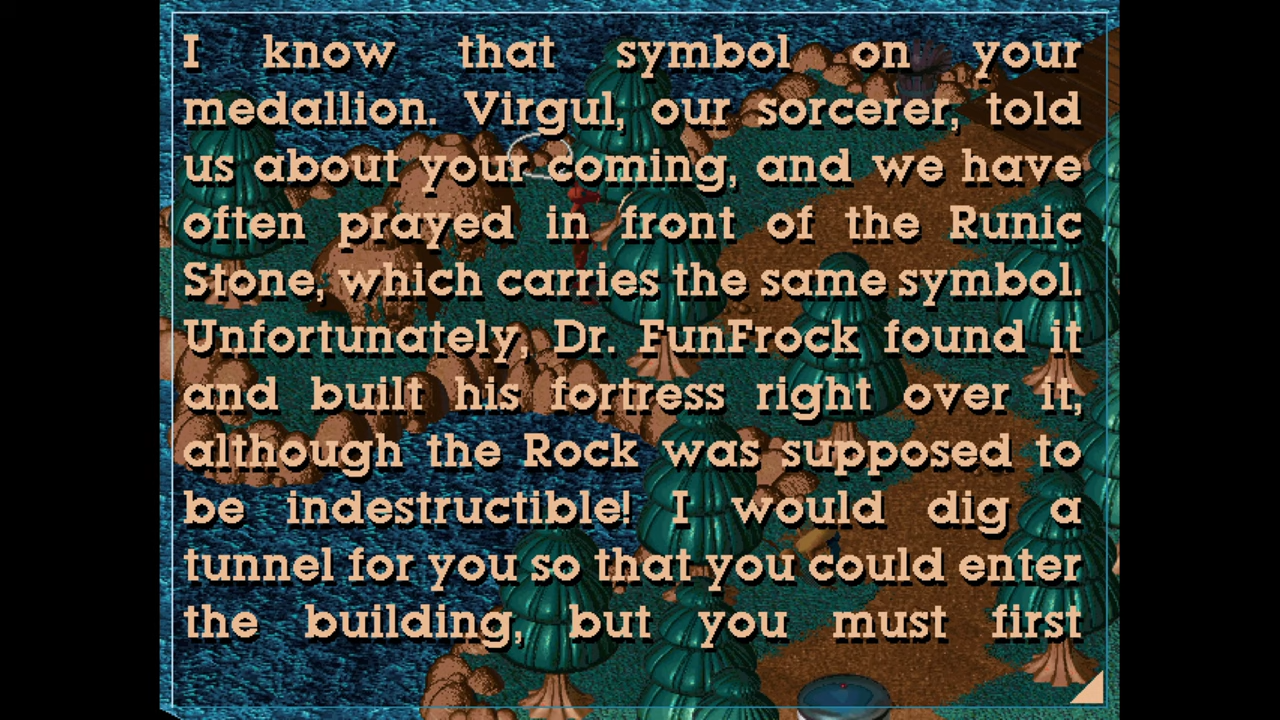 I know that symbol on your
medallion. Virgul, our sorcerer, told
us about your coming, and we have
often prayed in front of the Runic
Stone, which carries the same symbol.
Unfortunately, Dr. FunFrock found it
and built his fortress right over it,
although the Rock was supposed to
be indestructible! I would dig a
tunnel for you so that you could enter
the building, but you must first